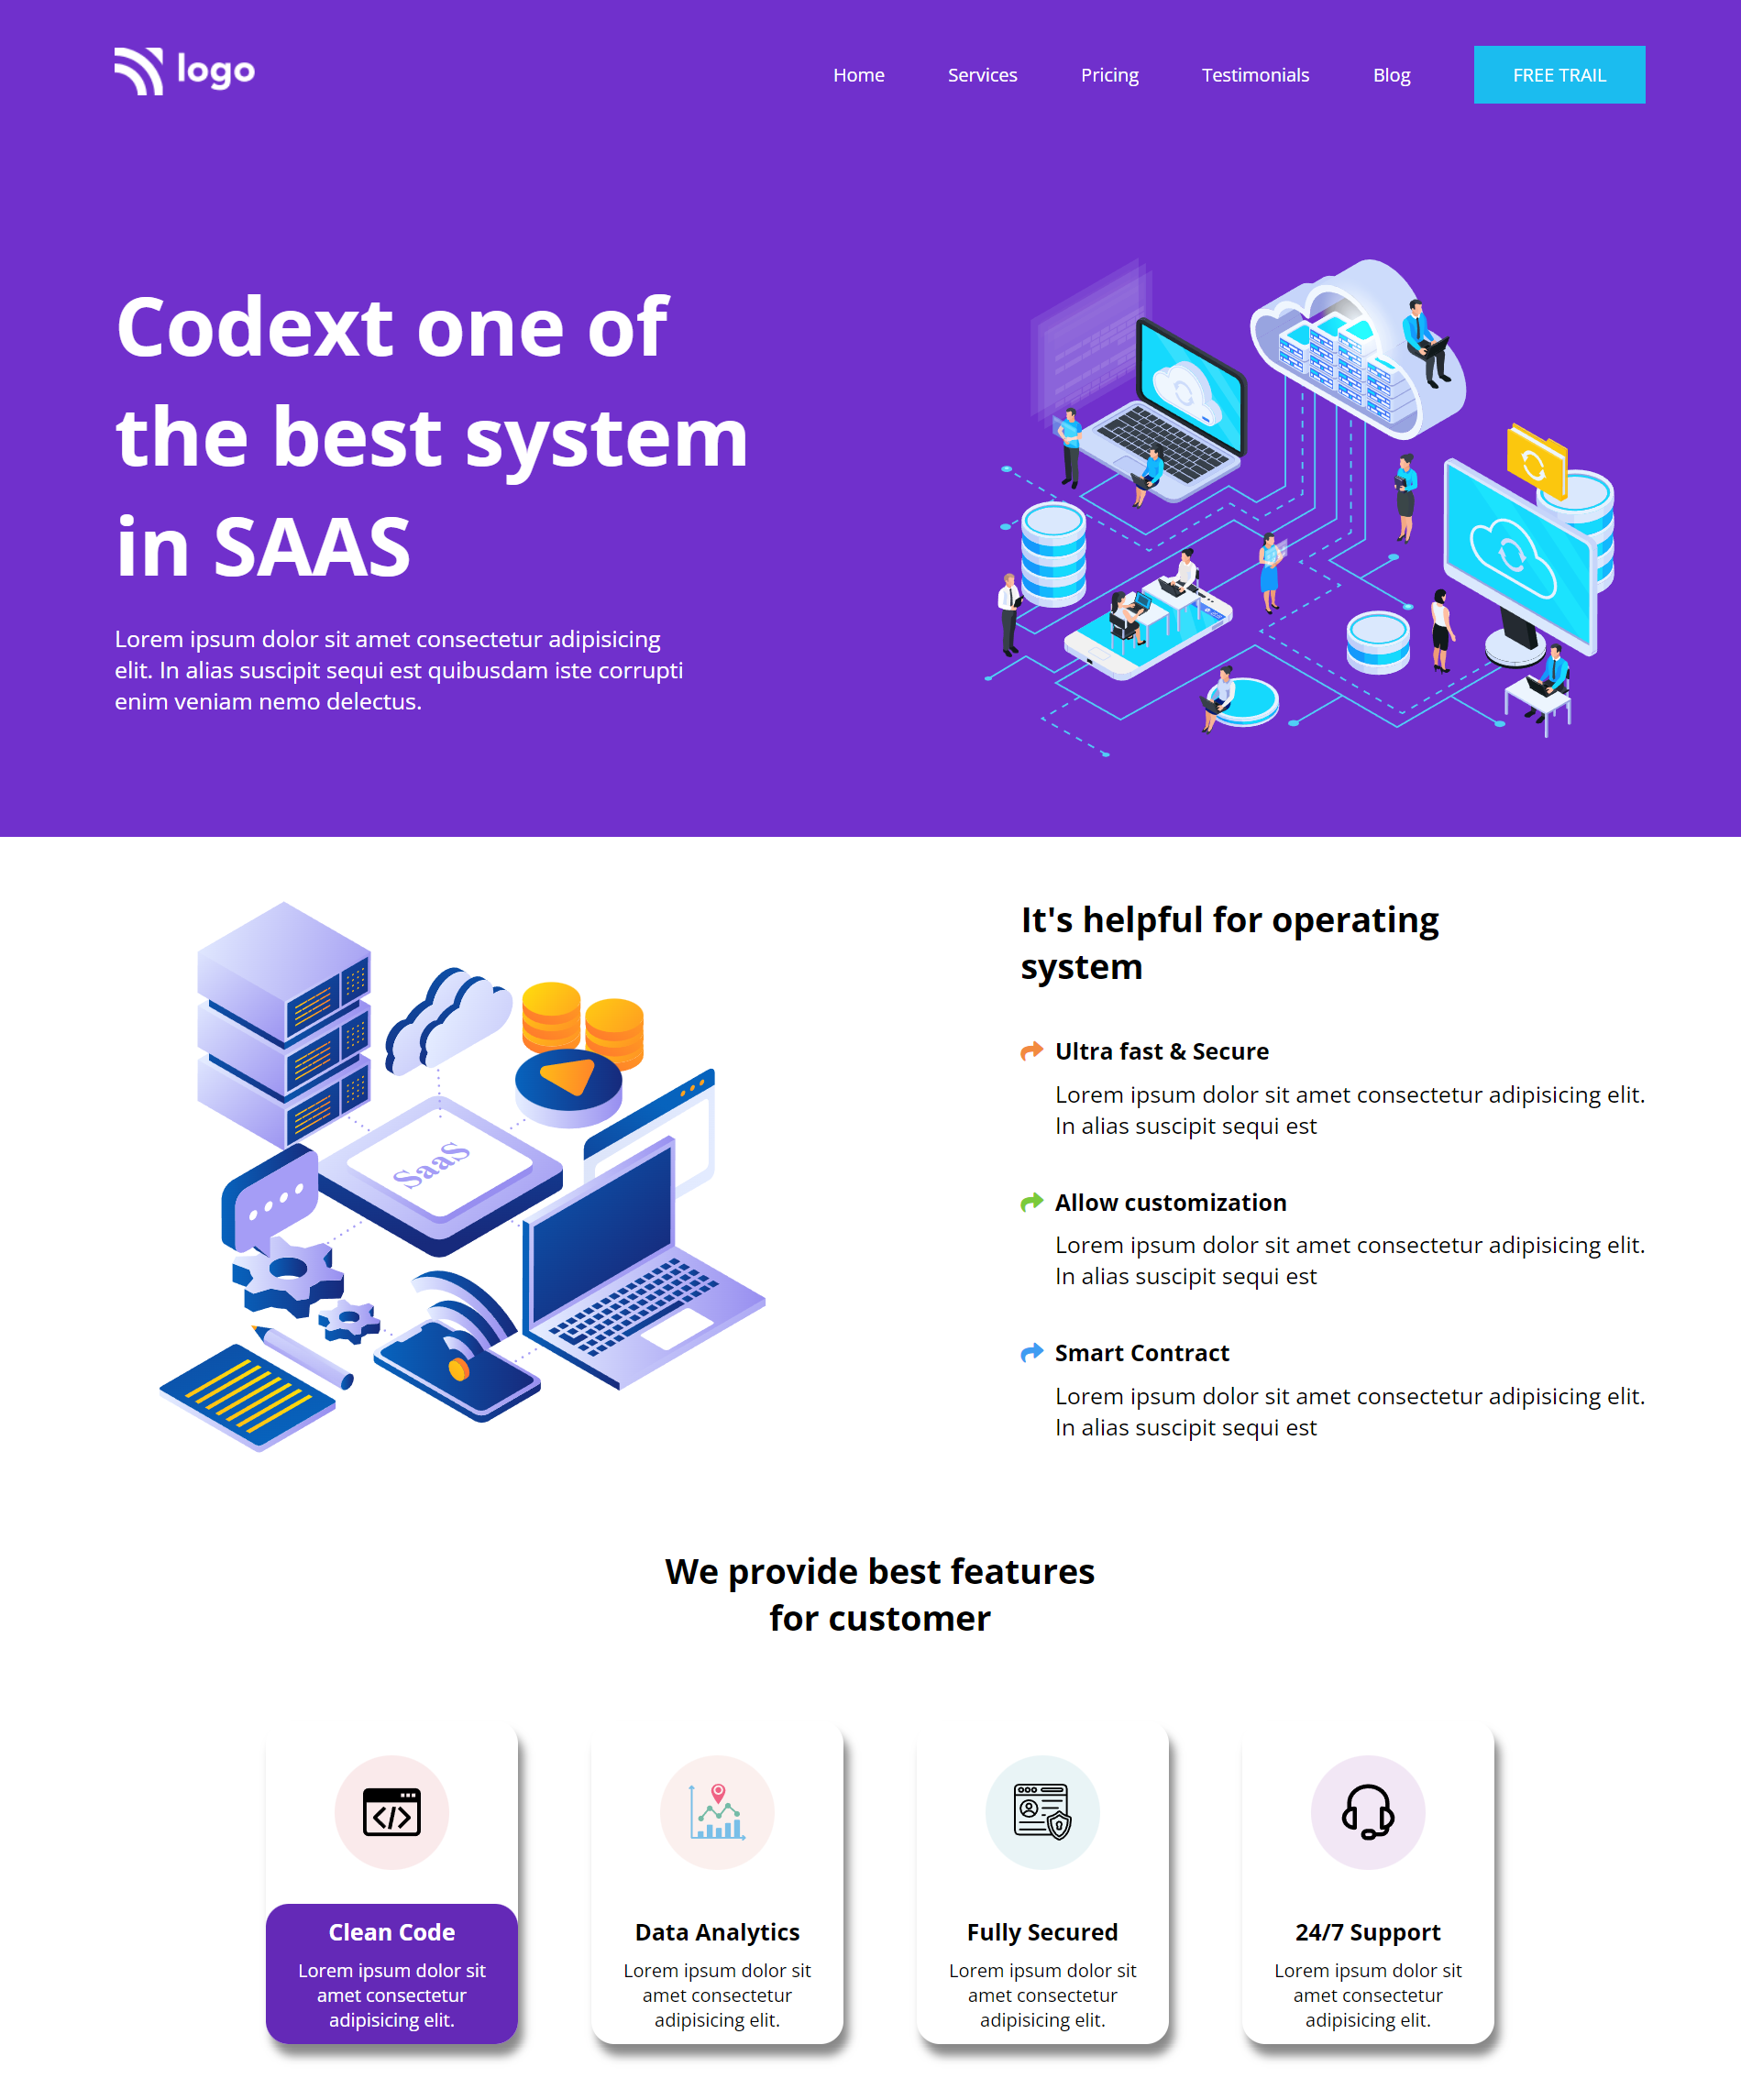 logo
Home
Services
Pricing
Testimonials
Blog
FREE TRAIL
Codext one of
the best system
in SAAS
Lorem ipsum dolor sit amet consectetur adipisicing
elit. In alias suscipit sequi est quibusdam iste corrupti
enim veniam nemo delectus.
SaaS
It's helpful for operating
system
Ultra fast & Secure
Lorem ipsum dolor sit amet consectetur adipisicing elit.
In alias suscipit sequi est
Allow customization
Lorem ipsum dolor sit amet consectetur adipisicing elit.
In alias suscipit sequi est
Smart Contract
Lorem ipsum dolor sit amet consectetur adipisicing elit.
In alias suscipit sequi est
We provide best features
for customer
Clean Code
Lorem ipsum dolor sit
amet consectetur
adipisicing elit.
Data Analytics
Lorem ipsum dolor sit
amet consectetur
adipisicing elit.
Fully Secured
Lorem ipsum dolor sit
amet consectetur
adipisicing elit.
24/7 Support
Lorem ipsum dolor sit
amet consectetur
adipisicing elit.